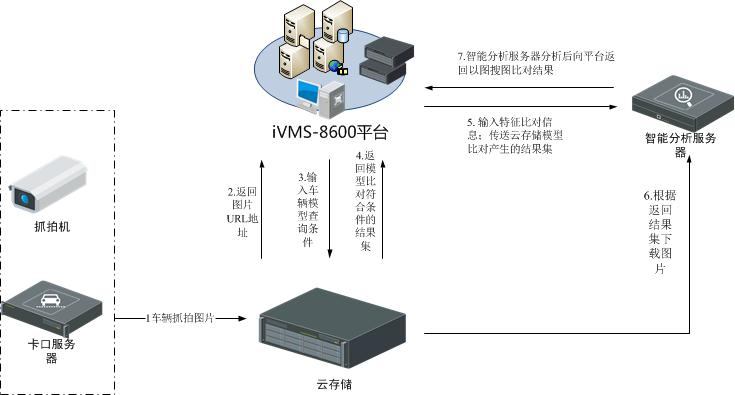 iVMS-8600平台
7.智能分析服务器分析后向平台返
回以图搜图比对结果
5. 输入特征比对信
息；传送云存储模型
比对产生的结果集
智能分析服务
器
2.返回
图片
URL地
址
3.输
入车
辆模
型查
询条
件
4.返
回模
型比
对符
合条
件的
结果
集
6.根据
返回
结果
集下
载图
片
抓拍机
卡口服务
器
1车辆抓拍图片
云存储